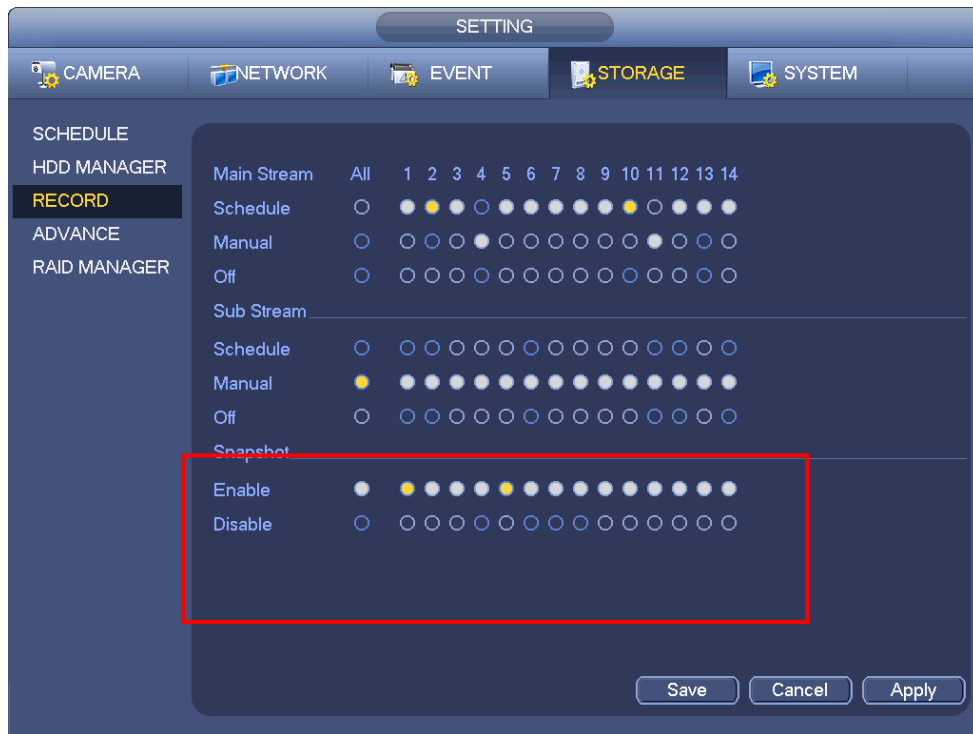 SETTING
CAMERA NETWORK EVENT STORAGE SYSTEM
SCHEDULE
HDD MANAGER
RECORD
ADVANCE
RAID MANAGER
Main Stream All 1 2 3 4 5 6 7 8 9 10 11 12 13 14
Schedule
Manual
Off
Sub Stream
Schedule
Manual
Off
Snapshot
Enable
Disable
Save Cancel Apply